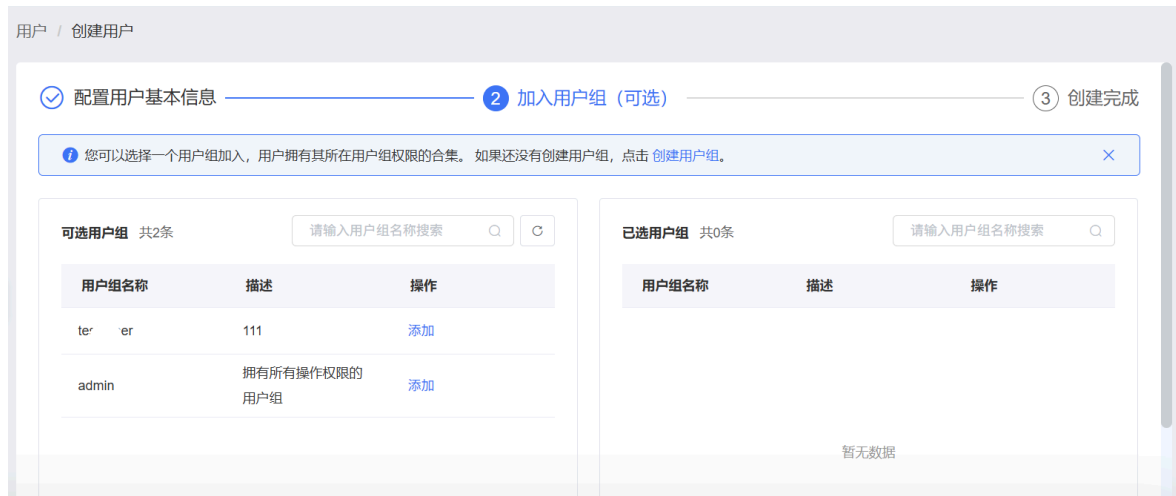 用户 / 创建用户
配置用户基本信息 2 加入用户组（可选） 3 创建完成
您可以选择一个用户组加入，用户拥有其所在用户组权限的合集。 如果还没有创建用户组，点击 创建用户组。
可选用户组 共2条 请输入用户组名称搜索
用户组名称 描述 操作
111 添加
admin 拥有所有操作权限的 添加
用户组
已选用户组 共0条 请输入用户组名称搜索
用户组名称 描述 操作
暂无数据